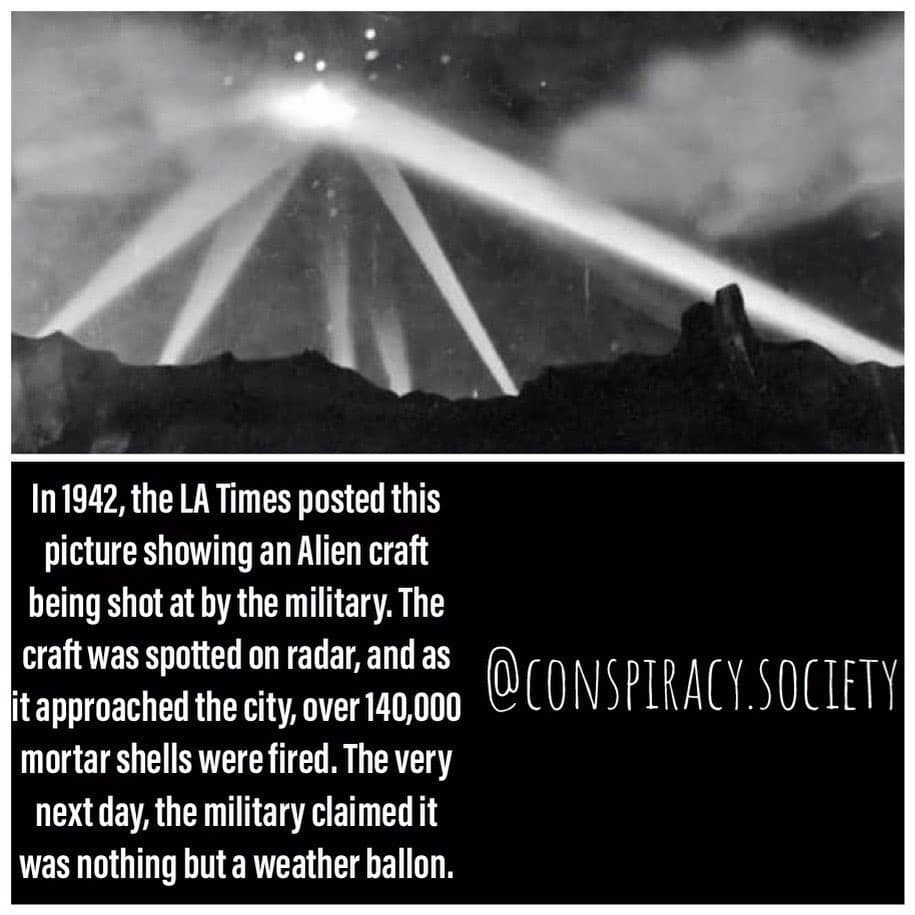 In 1942, the LA Times posted this
picture showing an Alien craft
being shot at by the military. The
craft was spotted on radar, and as
it approached the city, over 140,000
mortar shells were fired. The very
next day, the military claimed it
was nothing but a weather ballon.
@CONSPIRACY.SOCIETY